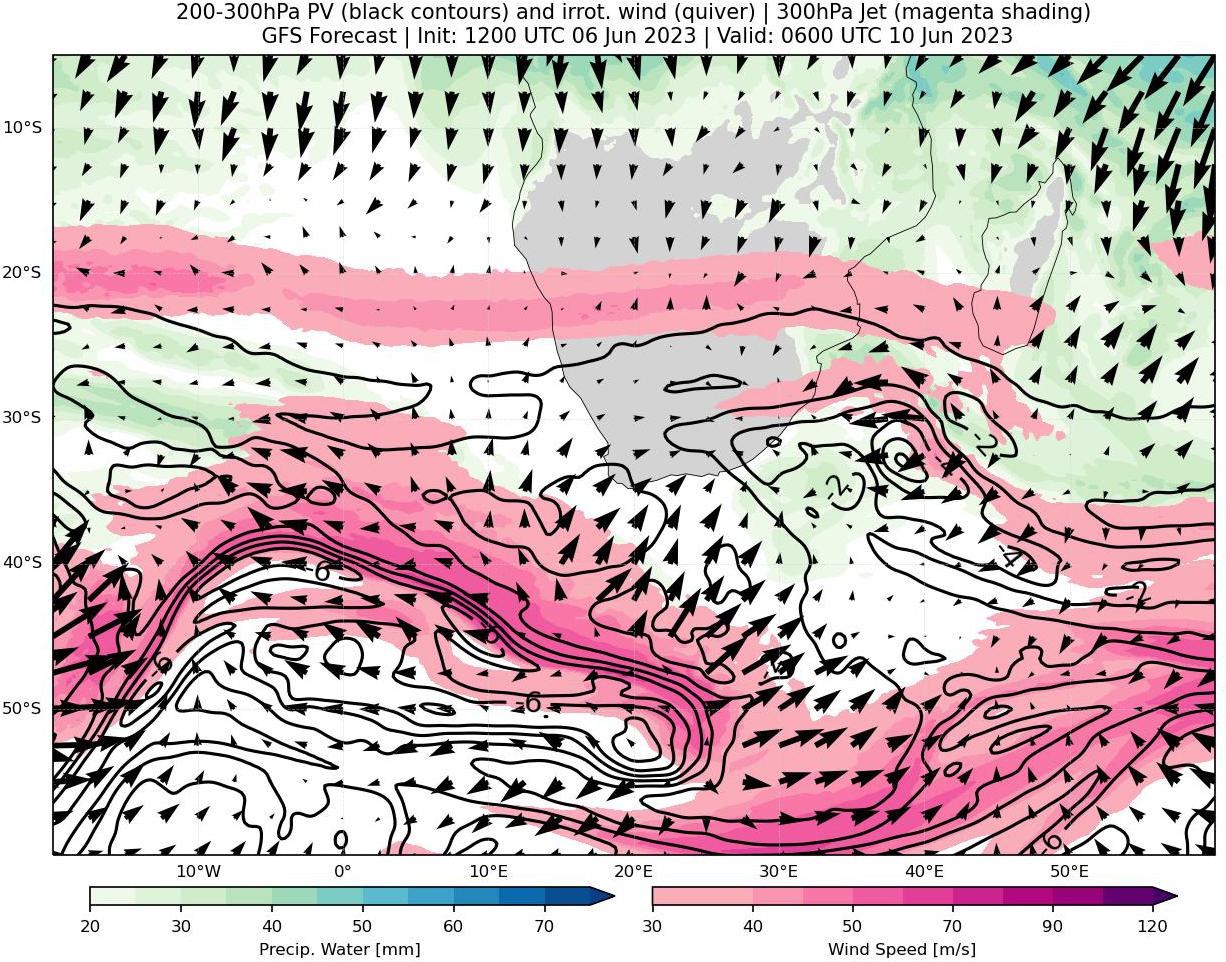 200-300hPa PV (black contours) and irrot. wind (quiver) | 300hPa Jet (magenta shading)
GFS Forecast | Init: 1200 UTC 06 Jun 2023 | Valid: 0600 UTC 10 Jun 2023
10°S
20°S
30°S
40°S
50°S
-2
-2
-4
-2
-6
-6
-6
-6
0
10°W
0°
10°E
20°E
30°E
40°E
50°E
20 30 40 50 60 70
Precip. Water [mm]
30 40 50 70 90 120
Wind Speed [m/s]